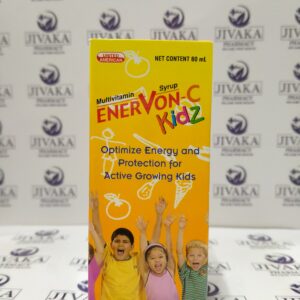 UNITED
AMERICAN
NET CONTENT 60 mL
Multivitamin Syrup
ENERVON-C
KidZ
Optimize Energy and
Protection for
Active Growing Kids
JIVAKA
PHARMACY